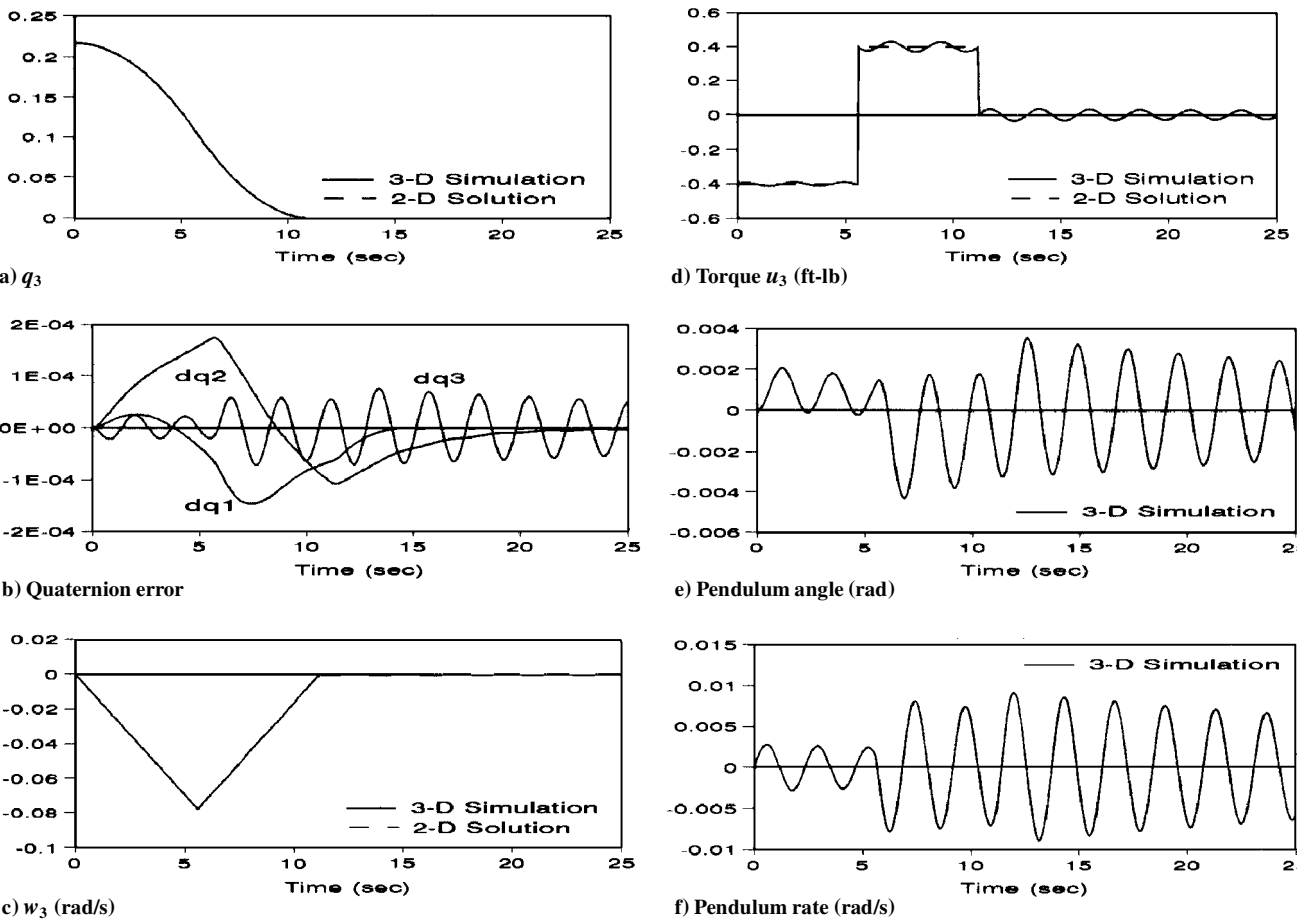 0.25
0.2
0.15
0.1
0.05
0
3-D Simulation
2-D Solution
0 5 10 15 20 25
Time (sec)
a) q3
2E-04
1E-04
0E+00
-1E-04
-2E-04
dq2
dq3
dq1
0 5 10 15 20 25
Time (sec)
b) Quaternion error
0.02
0
-0.02
-0.04
-0.06
-0.08
-0.1
3-D Simulation
2-D Solution
0 5 10 15 20 25
Time (sec)
c) w3 (rad/s)
0.6
0.4
0.2
0
-0.2
-0.4
-0.6
3-D Simulation
2-D Solution
0 5 10 15 20 25
Time (sec)
d) Torque u3 (ft-lb)
0.004
0.002
0
-0.002
-0.004
-0.006
3-D Simulation
0 5 10 15 20
Time (sec)
e) Pendulum angle (rad)
0.015
0.01
0.005
0
-0.005
-0.01
3-D Simulation
0 5 10 15 20 25
Time (sec)
f) Pendulum rate (rad/s)